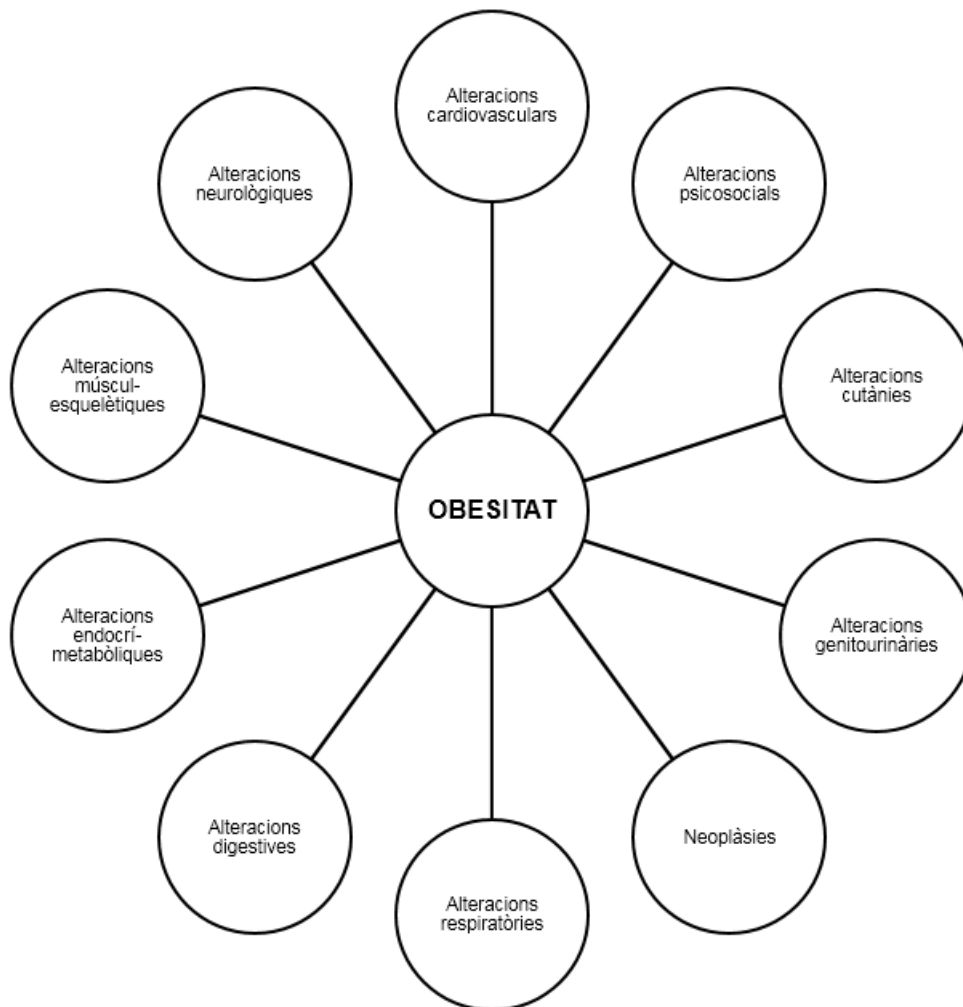 Alteracions
cardiovasculars
Alteracions
psicosocials
Alteracions
cutànies
Alteracions
genitourinàries
Neoplàsies
Alteracions
respiratòries
Alteracions
digestives
Alteracions
endocrí-
metabòliques
Alteracions
múscul-
esquelètiques
Alteracions
neurològiques
OBESITAT